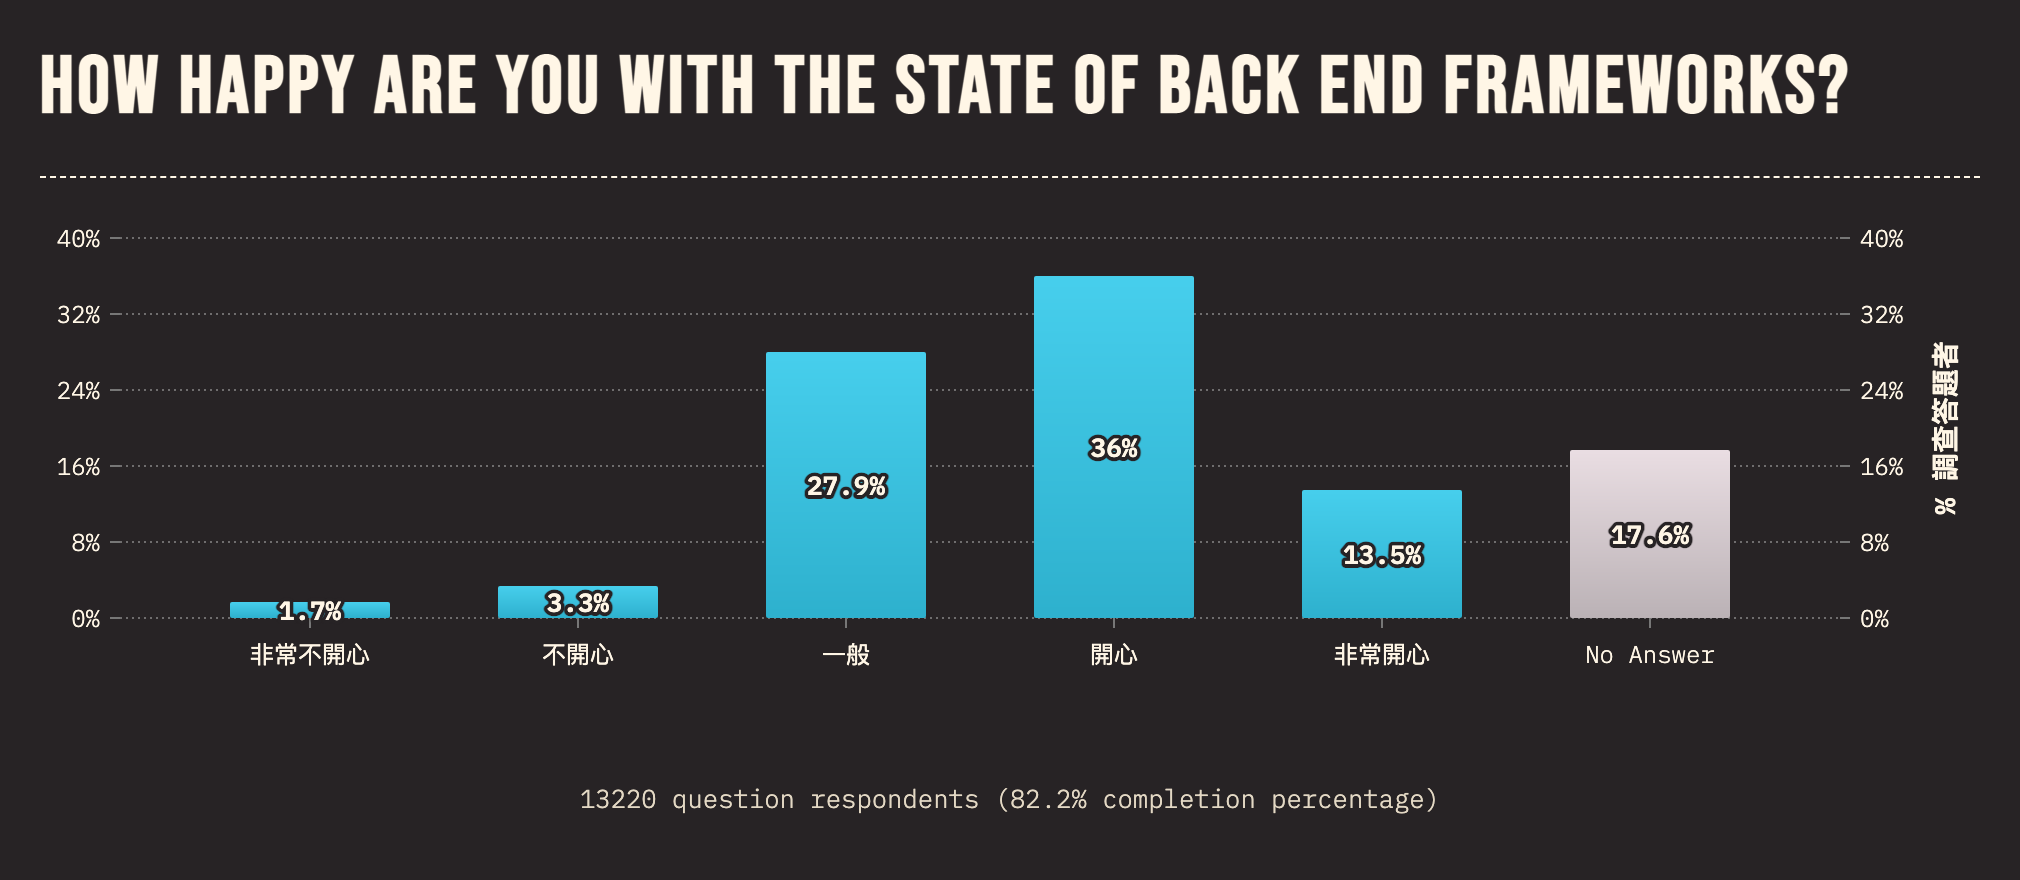 HOW HAPPY ARE YOU WITH THE STATE OF BACK END FRAMEWORKS?
40% 40%
32% 32%
24% 24%
16% 16%
8% 8%
0% 0%
% 調查答題者
1.7% 3.3% 27.9% 36% 13.5% 17.6%
非常不開心 不開心 一般 開心 非常開心 No Answer
13220 question respondents (82.2% completion percentage)